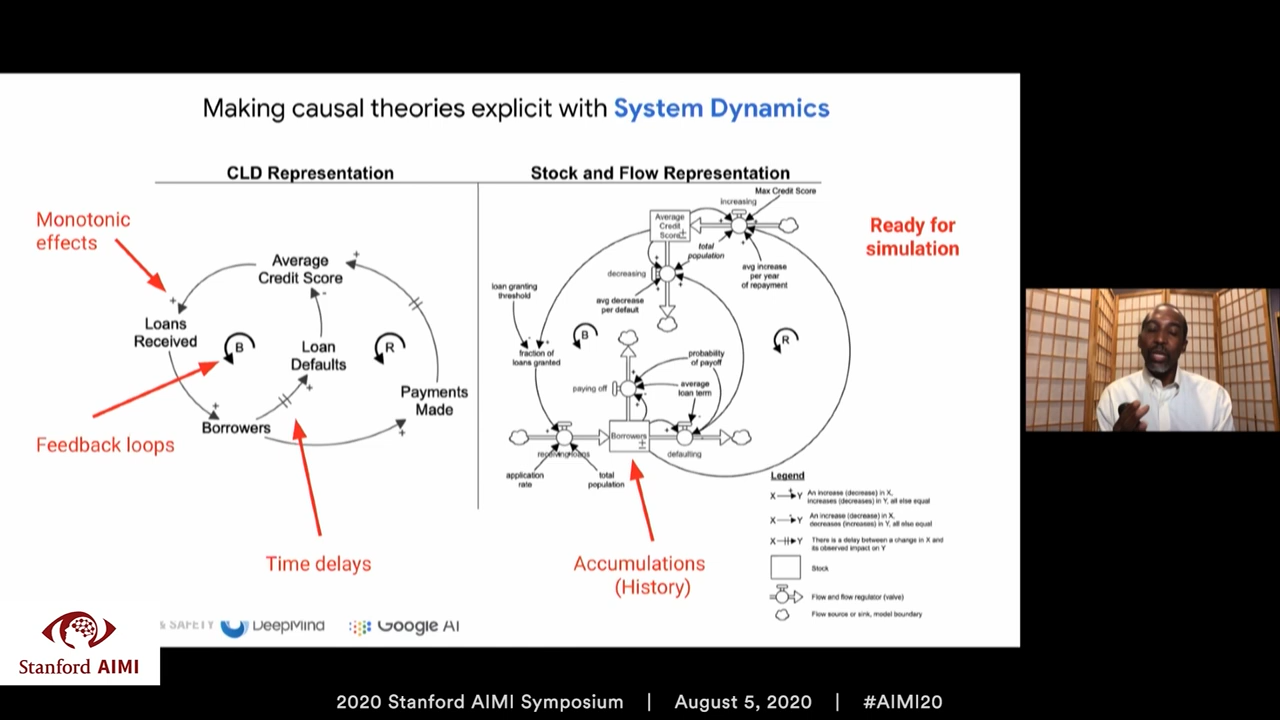 Making causal theories explicit with System Dynamics
CLD Representation
Monotonic
effects
Average
Credit Score
+
+
-
Loans
Received
B
Loan
Defaults
R
Payments
Made
+
+
+
Borrowers
Feedback loops
Time delays
Stock and Flow Representation
Max Credit Score
increasing
Average
Credit
Score
total
population
decreasing
avg increase
per year
of repayment
loan granting
threshold
avg decrease
per default
B
R
fraction of
loans granted
probability
of payoff
paying off
average
loan term
Borrowers
receiving loans
defaulting
application
rate
total
population
Accumulations
(History)
Ready for
simulation
Legend
X Y An increase (decrease) in X,
increases (decreases) in Y, all else equal
X Y An increase (decrease) in X,
decreases (increases) in Y, all else equal
X Y There is a delay between a change in X and
its observed impact on Y
Stock
Flow and flow regulator (valve)
Flow source or sink, model boundary
& SAFETY DeepMind Google AI
Stanford AIMI
2020 Stanford AIMI Symposium | August 5, 2020 | #AIMI20